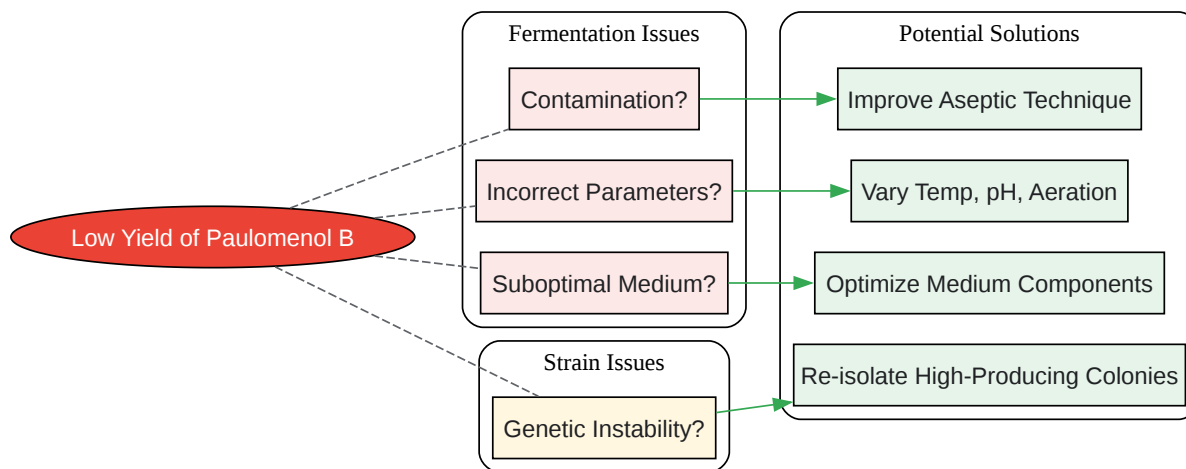 Fermentation Issues
Potential Solutions
Contamination?
Improve Aseptic Technique
Incorrect Parameters?
Vary Temp, pH, Aeration
Low Yield of Paulomenol B
Suboptimal Medium?
Optimize Medium Components
Strain Issues
Re-isolate High-Producing Colonies
Genetic Instability?